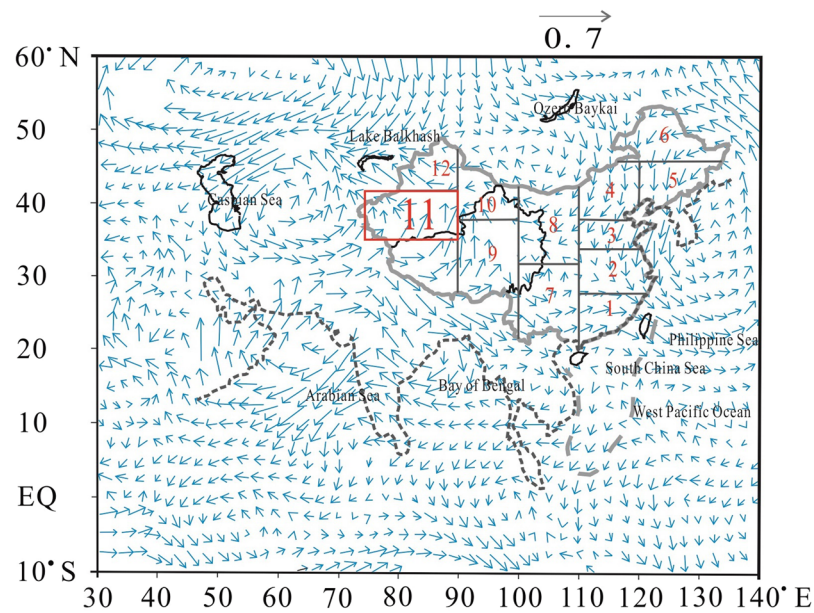 0.7
60°N
50
40
30
20
10
EQ
10°S
30 40 50 60 70 80 90 100 110 120 130 140°E
Ozero Baykai
Lake Balkhash
Caspian Sea
6
12
5
4
11
10
8
3
9
2
7
1
Philippine Sea
South China Sea
Bay of Bengal
Arabian Sea
West Pacific Ocean